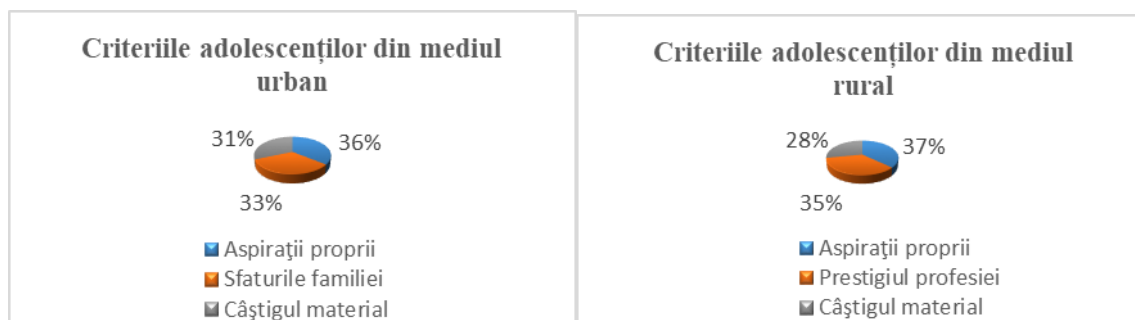 Criteriile adolescenților din mediul
urban
31%
36%
33%
Aspiraţii proprii
Sfaturile familiei
Câştigul material
Criteriile adolescenților din mediul
rural
28%
37%
35%
Aspiraţii proprii
Prestigiul profesiei
Câştigul material